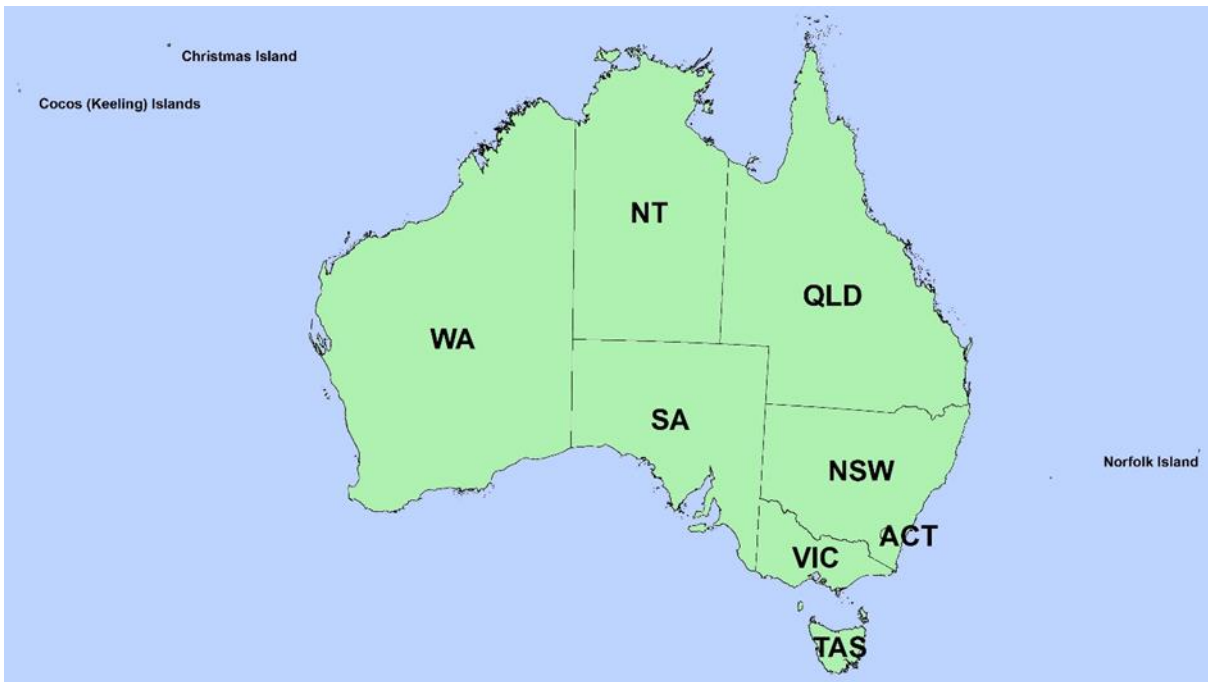 Christmas Island
Cocos (Keeling) Islands
NT
QLD
WA
SA
NSW
Norfolk Island
ACT
VIC
TAS